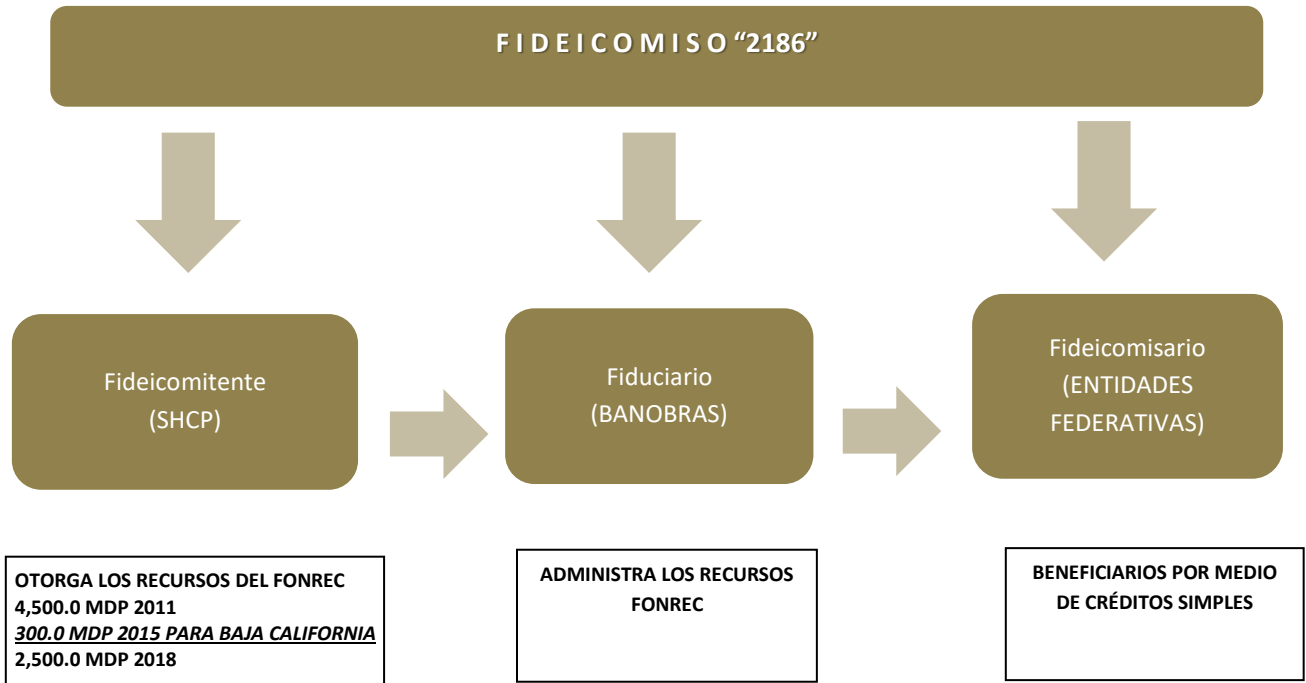 F I D E I C O M I S O “2186”
Fideicomitente
(SHCP)
Fiduciario
(BANOBRAS)
Fideicomisario
(ENTIDADES
FEDERATIVAS)
OTORGA LOS RECURSOS DEL FONREC
4,500.0 MDP 2011
300.0 MDP 2015 PARA BAJA CALIFORNIA
2,500.0 MDP 2018
ADMINISTRA LOS RECURSOS
FONREC
BENEFICIARIOS POR MEDIO
DE CRÉDITOS SIMPLES